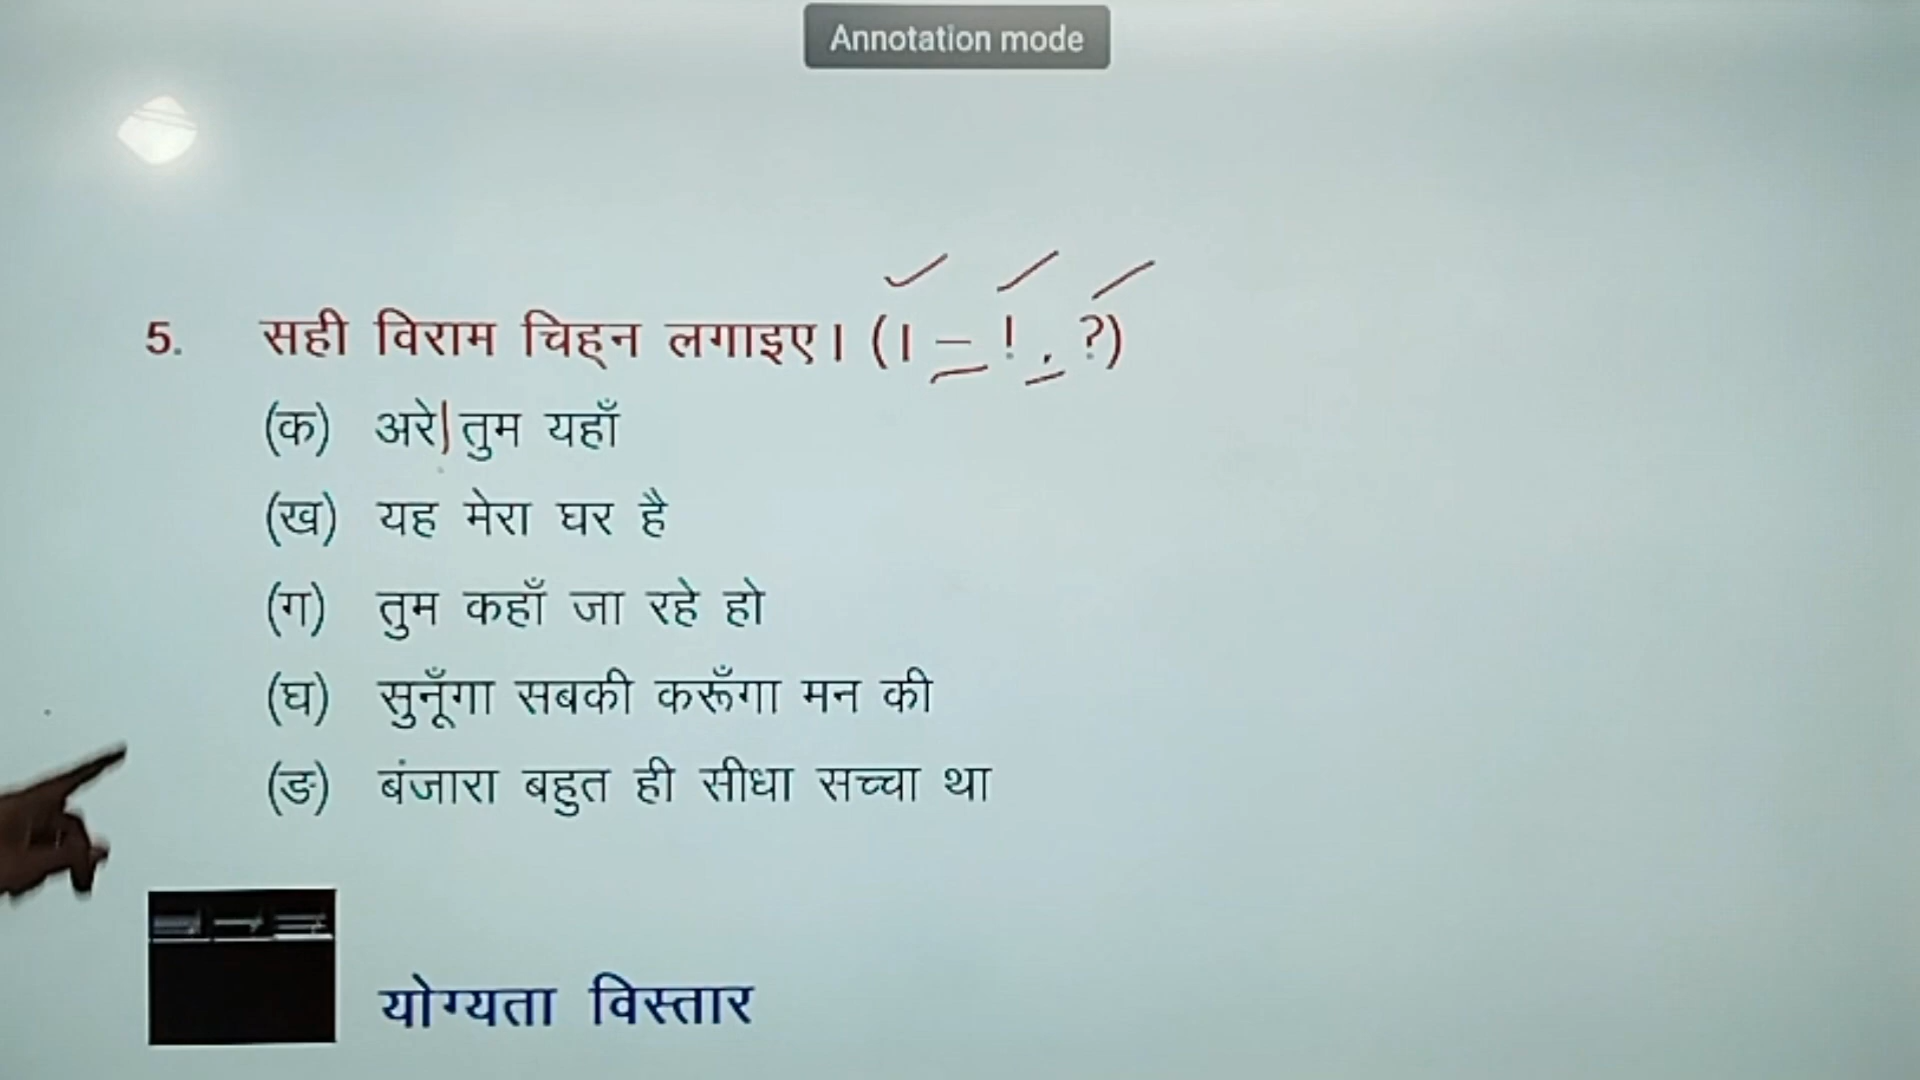 Annotation mode
5. सही विराम चिह्न लगाइए। (। – ! , ?)
(क) अरे| तुम यहाँ
(ख) यह मेरा घर है
(ग) तुम कहाँ जा रहे हो
(घ) सुनूँगा सबकी करूँगा मन की
(ङ) बंजारा बहुत ही सीधा सच्चा था
योग्यता विस्तार